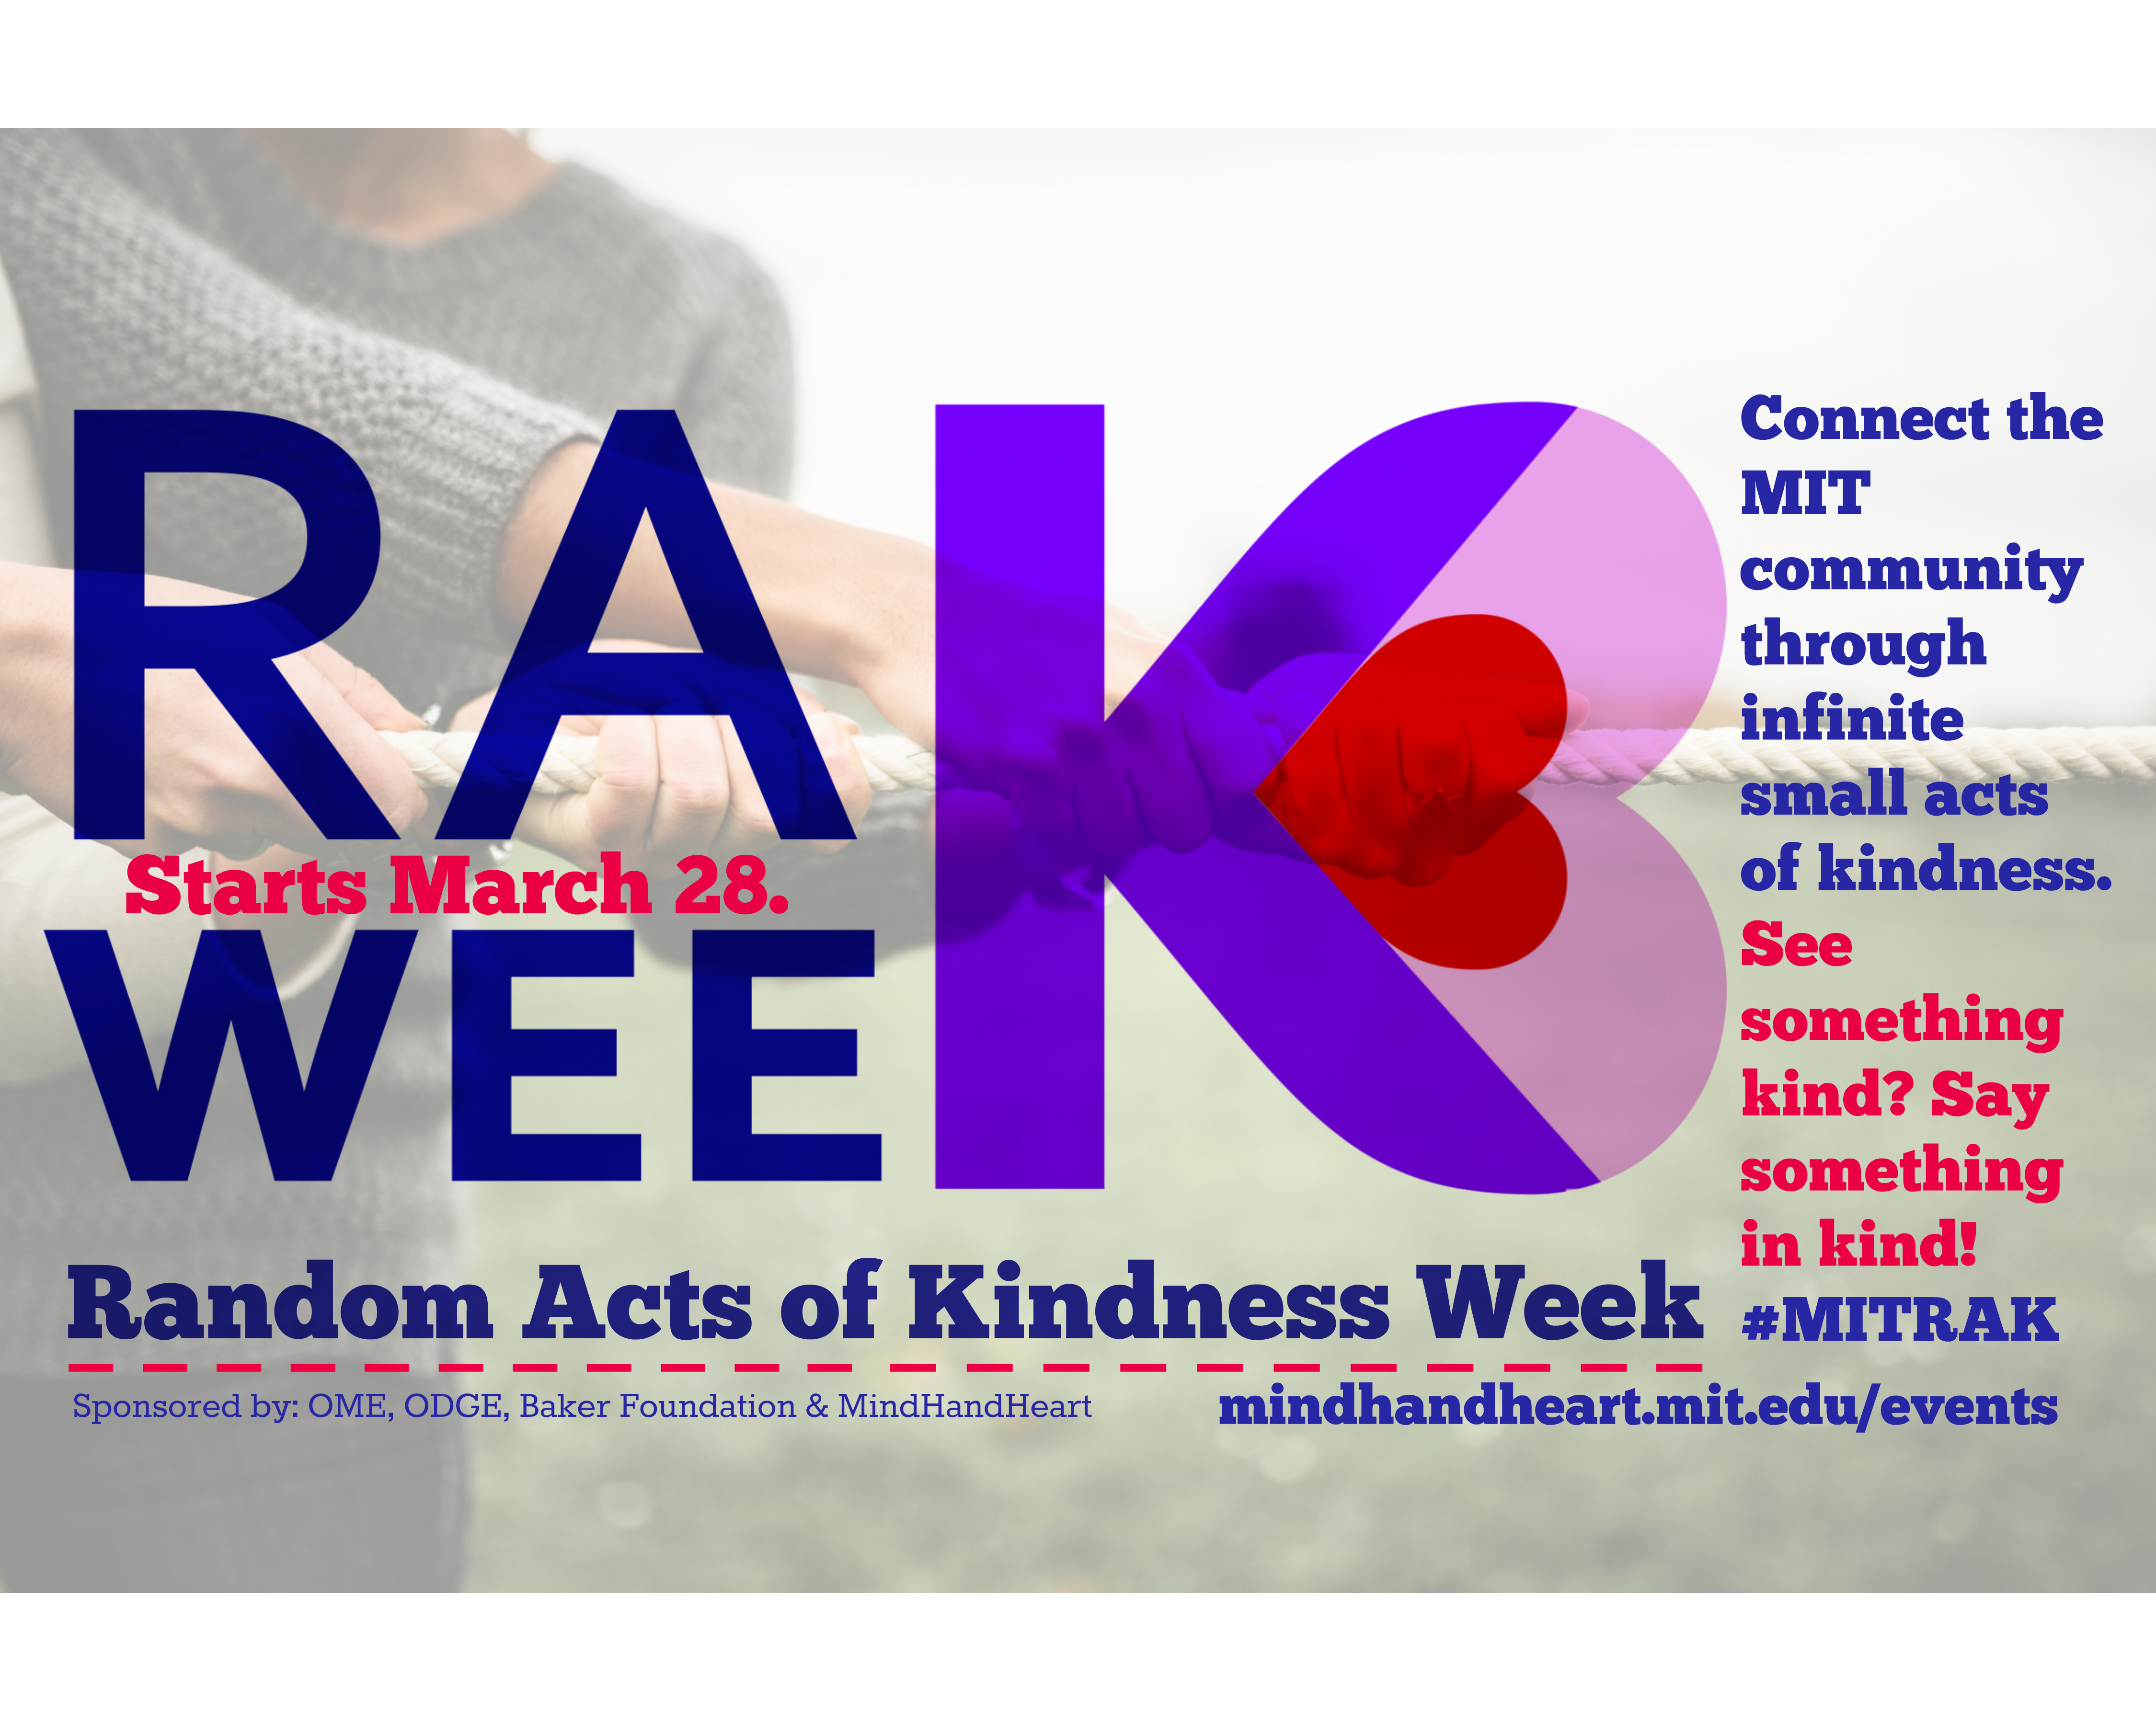 RAK
Starts March 28.
WEEK
Random Acts of Kindness Week
Sponsored by: OME, ODGE, Baker Foundation & MindHandHeart
Connect the
MIT
community
through
infinite
small acts
of kindness.
See
something
kind? Say
something
in kind!
#MITRAK
mindhandheart.mit.edu/events